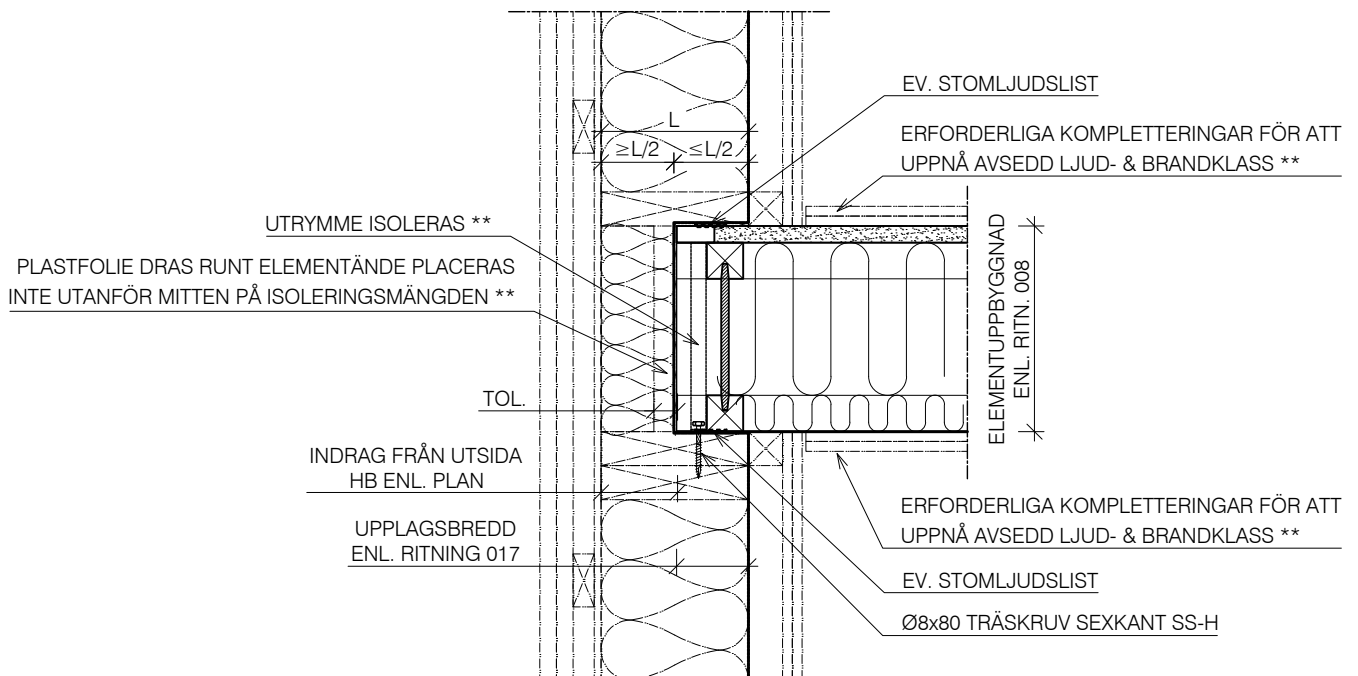 EV. STOMLJUDSLIST
ERFORDERLIGA KOMPLETTERINGAR FÖR ATT
UPPNÅ AVSEDD LJUD- & BRANDKLASS **
L
≥L/2
≤L/2
UTRYMME ISOLERAS **
PLASTFOLIE DRAS RUNT ELEMENTÄNDE PLACERAS
INTE UTANFÖR MITTEN PÅ ISOLERINGSMÄNGDEN **
ELEMENTUPPBYGGNAD
ENL. RITN. 008
TOL.
INDRAG FRÅN UTSIDA
HB ENL. PLAN
UPPLAGSBREDD
ENL. RITNING 017
ERFORDERLIGA KOMPLETTERINGAR FÖR ATT
UPPNÅ AVSEDD LJUD- & BRANDKLASS **
EV. STOMLJUDSLIST
Ø8x80 TRÄSKRUV SEXKANT SS-H